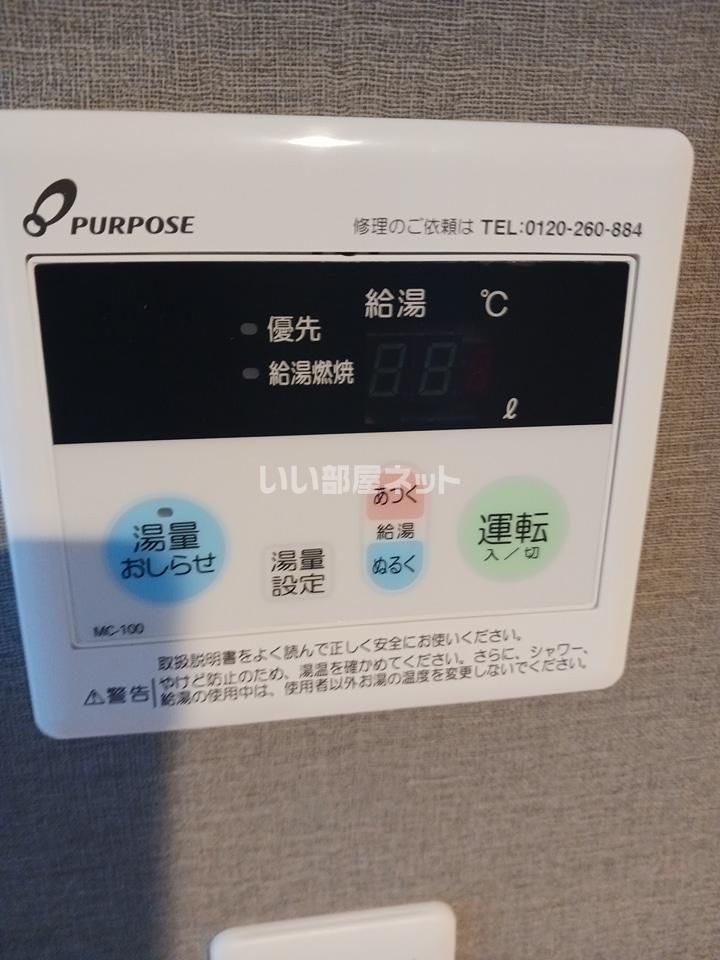 PURPOSE
修理のご依頼は TEL:0120-260-884
給湯 ℃
優先
給湯燃焼
ℓ
いい部屋ネット
湯量
おしらせ
湯量
設定
あつく
給湯
ぬるく
運転
入/切
MC-100
取扱説明書をよく読んで正しく安全にお使いください。
⚠警告
やけど防止のため、湯温を確かめてください。さらに、シャワー、
給湯の使用中は、使用者以外お湯の温度を変更しないでください。